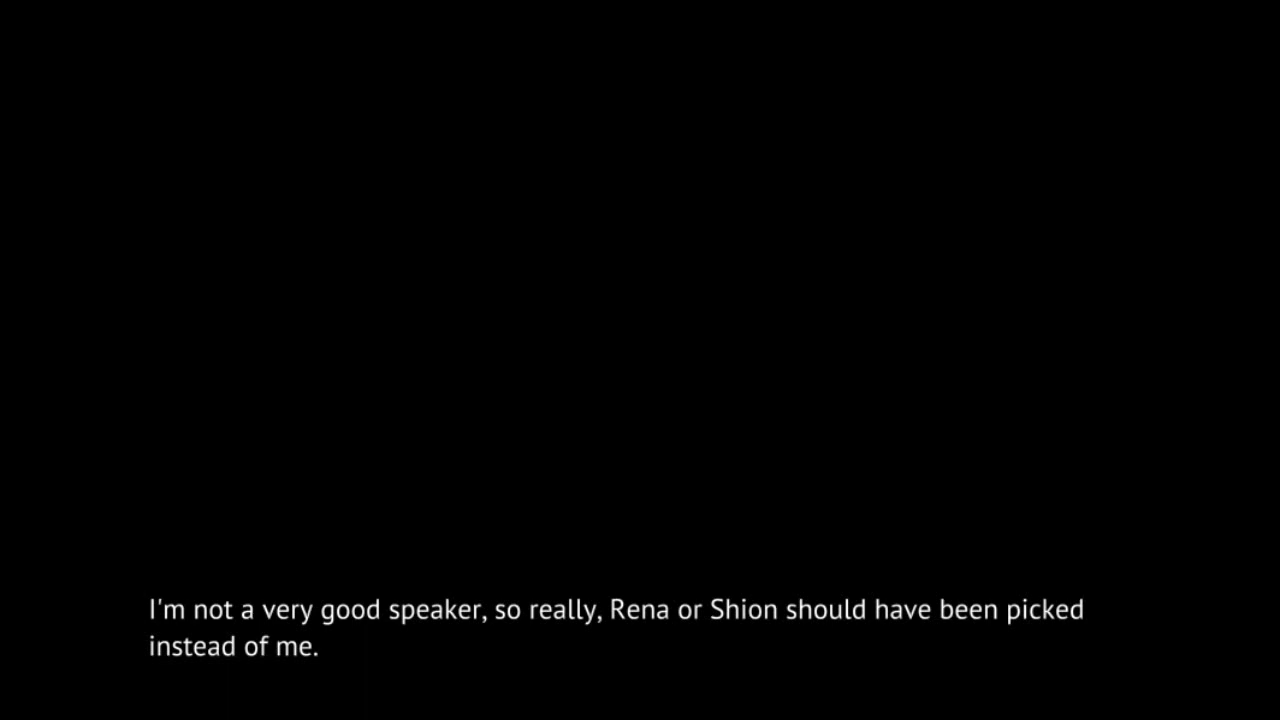 I'm not a very good speaker, so really, Rena or Shion should have been picked
instead of me.